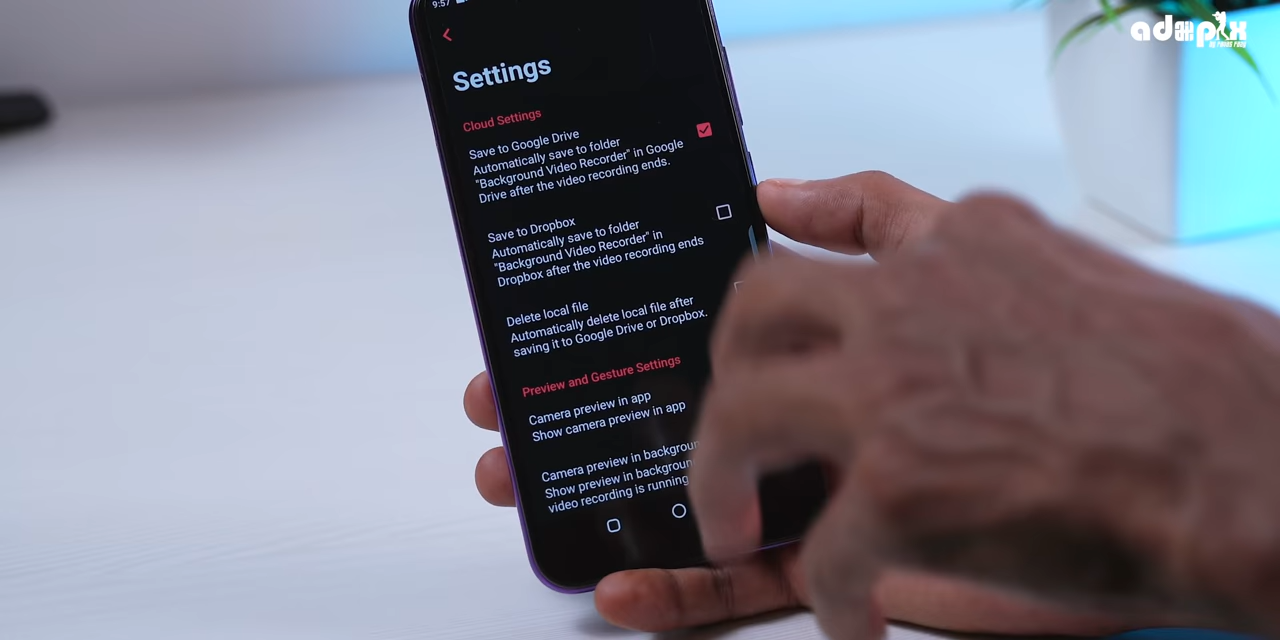 9:57
Settings
Cloud Settings
Save to Google Drive
Automatically save to folder
"Background Video Recorder" in Google
Drive after the video recording ends.
Save to Dropbox
Automatically save to folder
"Background Video Recorder" in
Dropbox after the video recording ends
Delete local file
Automatically delete local file after
saving it to Google Drive or Dropbox.
Preview and Gesture Settings
Camera preview in app
Show camera preview in app
Camera preview in backgroun
Show preview in backgroun
video recording is running